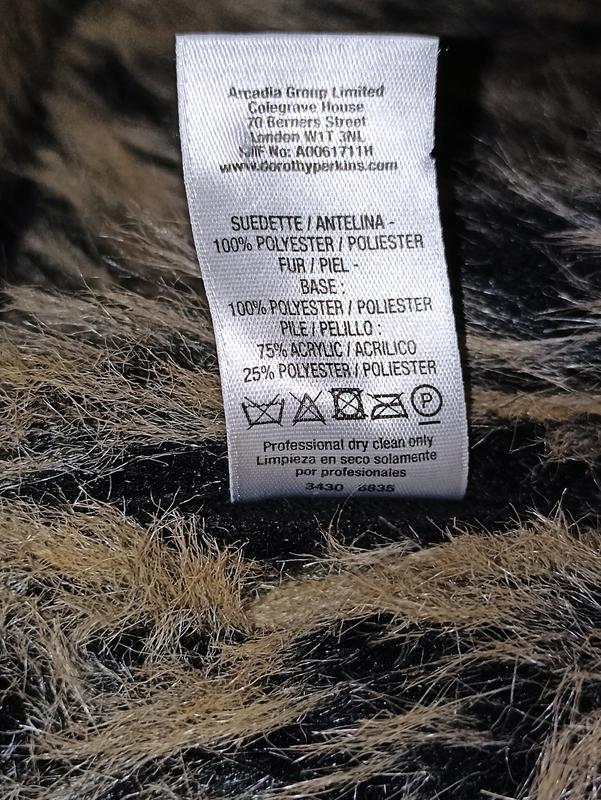 Arcadia Group Limited
Colegrave House
70 Berners Street
London W1T 3NL
No: A0061711H
www.dorothyperkins.com
SUEDETTE / ANTELINA -
100% POLYESTER / POLIESTER
FUR / PIEL -
BASE :
100% POLYESTER / POLIESTER
PILE / PELILLO :
75% ACRYLIC / ACRILICO
25% POLYESTER / POLIESTER
P
Professional dry clean only
Limpieza en seco solamente
por profesionales
3430